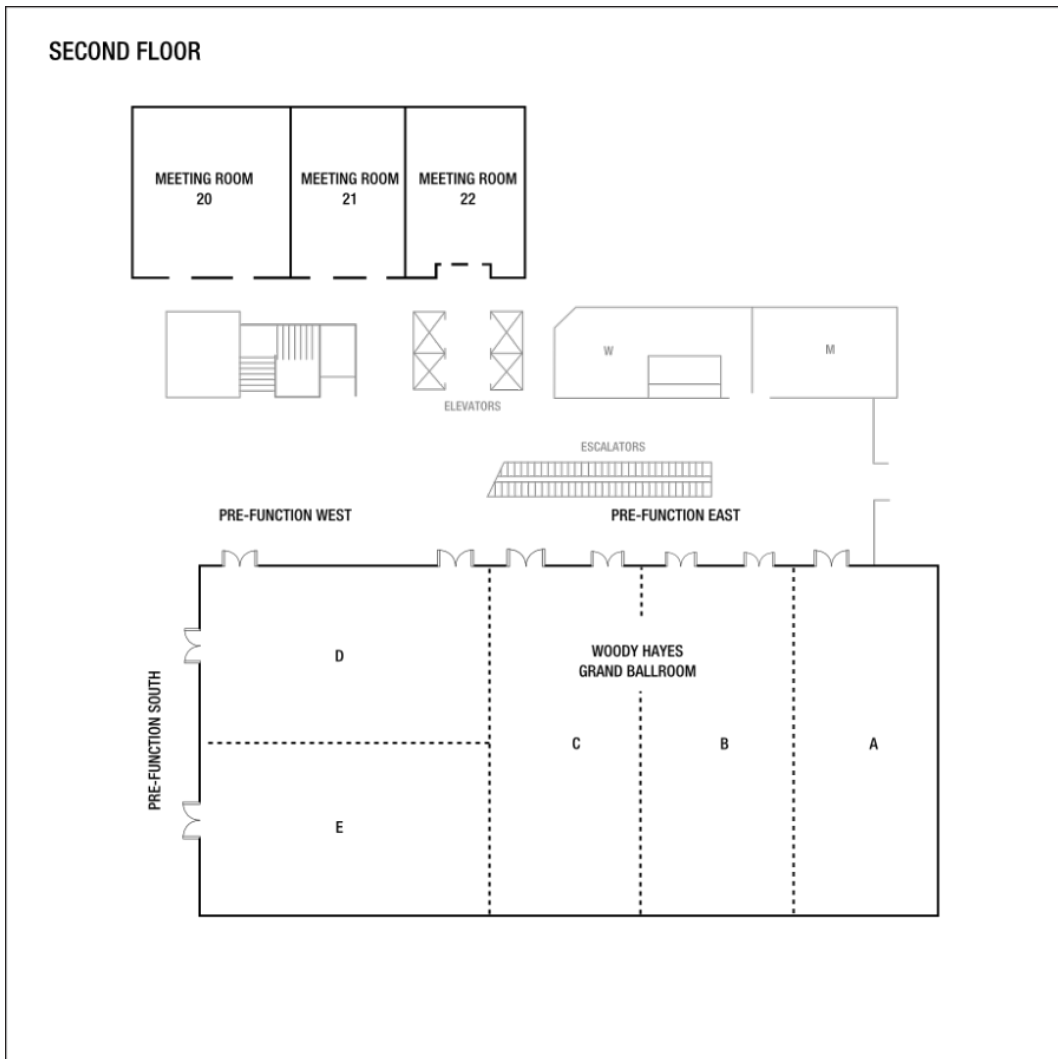 SECOND FLOOR
MEETING ROOM
20
MEETING ROOM
21
MEETING ROOM
22
W
M
ELEVATORS
ESCALATORS
PRE-FUNCTION WEST
PRE-FUNCTION EAST
PRE-FUNCTION SOUTH
D
WOODY HAYES
GRAND BALLROOM
C
B
A
E